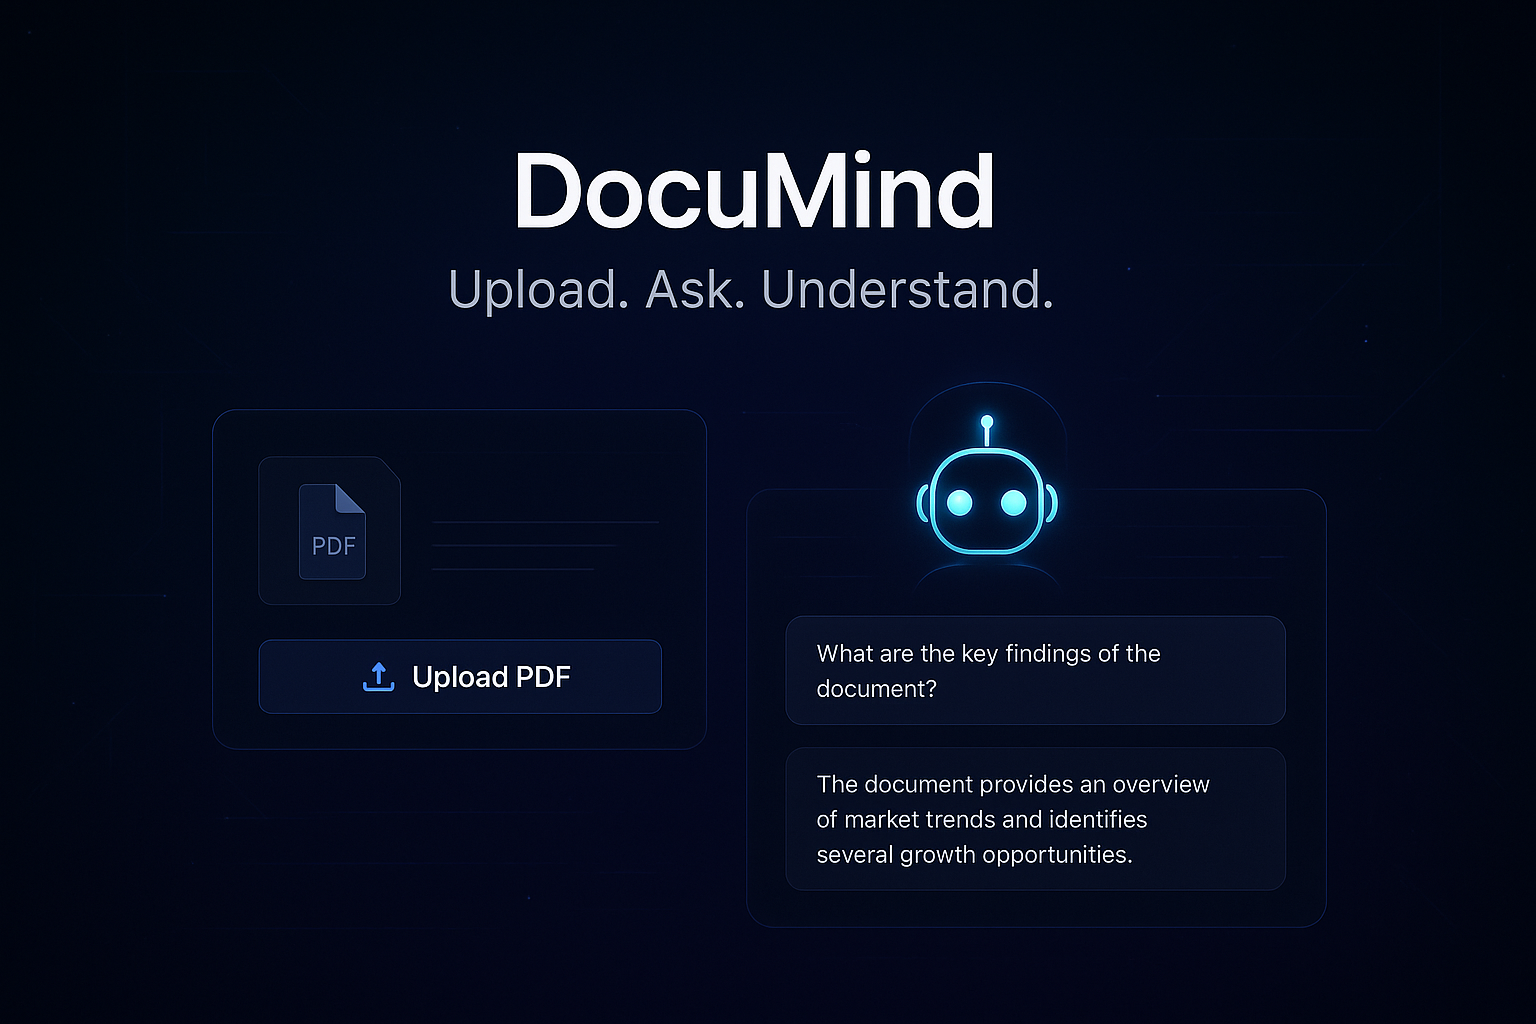 DocuMind
Upload. Ask. Understand.
PDF
Upload PDF
What are the key findings of the
document?
The document provides an overview
of market trends and identifies
several growth opportunities.